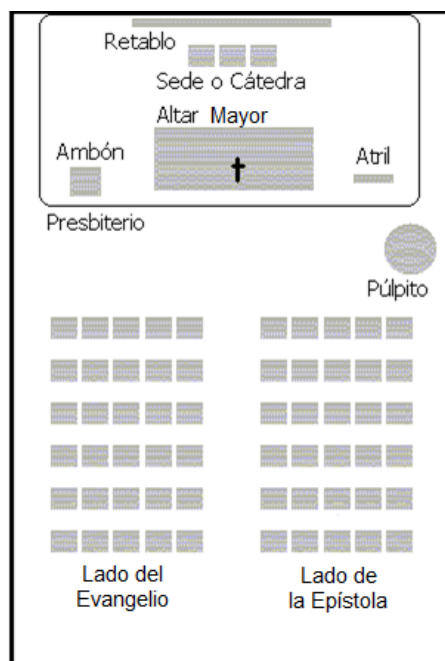 Retablo
Sede o Cátedra
Altar Mayor
Ambón
Atril
Presbiterio
Púlpito
Lado del
Evangelio
Lado de
la Epístola